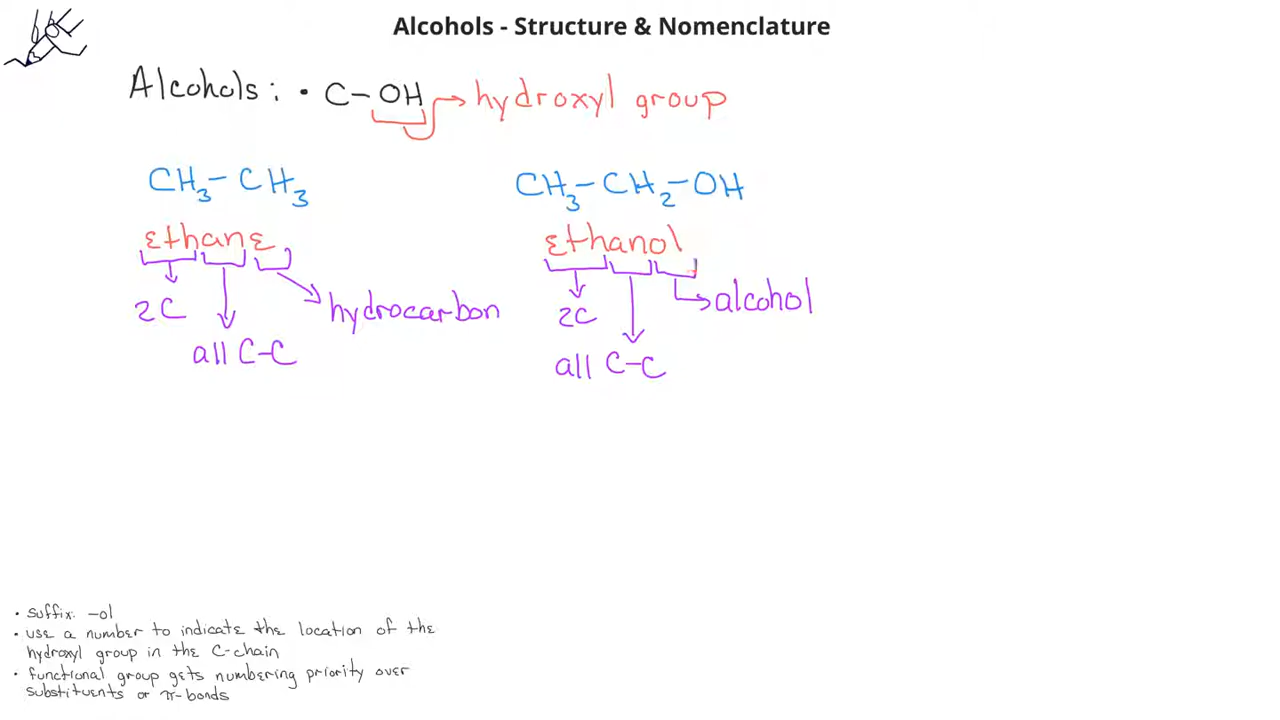 Alcohols - Structure & Nomenclature
Alcohols: • C-OH → hydroxyl group
CH₃-CH₃
CH₃-CH₂-OH
Ethane
Ethanol
2C
all C-C
hydrocarbon
2C
all C-C
alcohol
• suffix: -ol
• use a number to indicate the location of the
hydroxyl group in the C-chain
• functional group gets numbering priority over
substituents or π-bonds